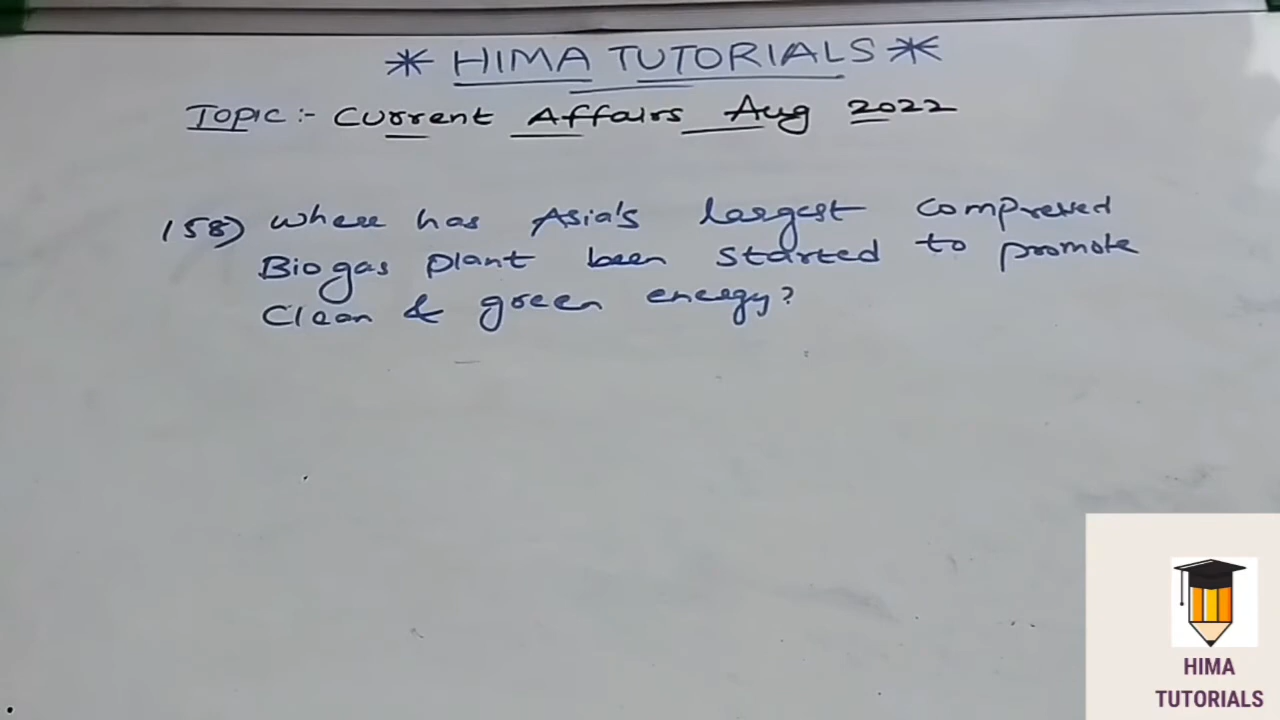 * HIMA TUTORIALS *
Topic :- Current Affairs Aug 2022
158) Where has Asia's largest compressed
Biogas plant been started to promote
Clean & green energy?
HIMA
TUTORIALS